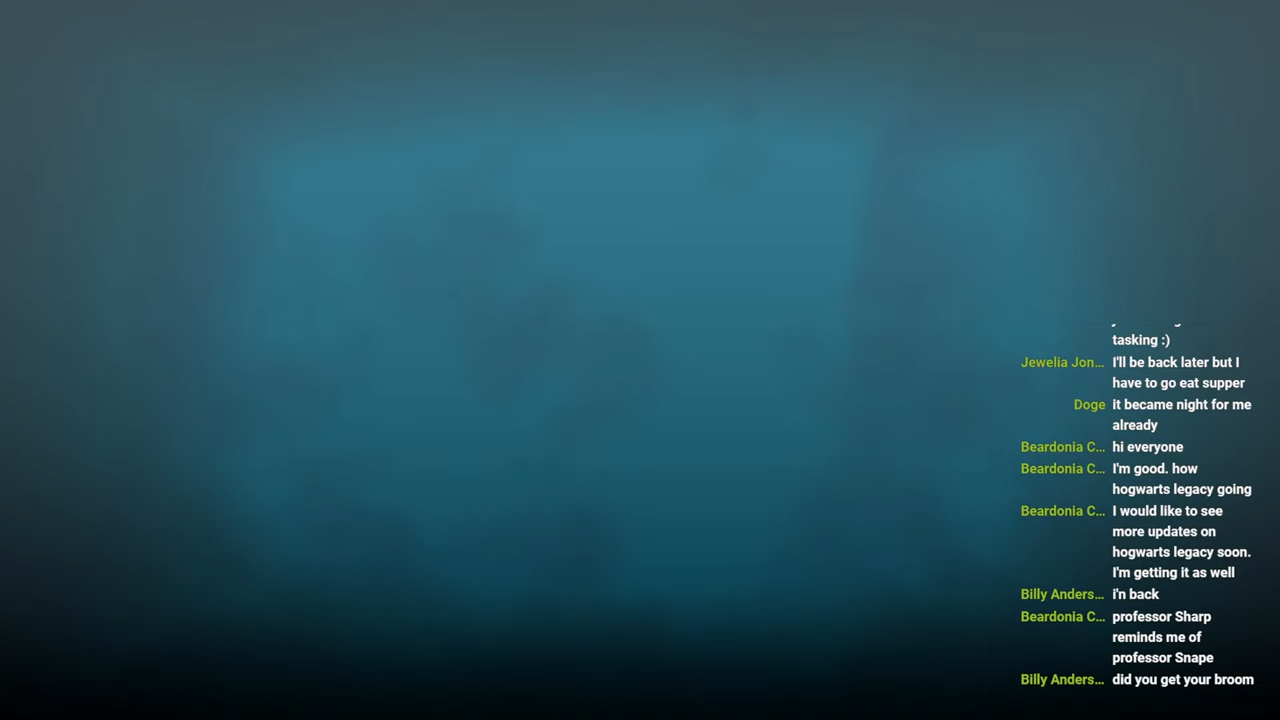 tasking :)
Jewelia Jon... I'll be back later but I
have to go eat supper
Doge it became night for me
already
Beardonia C... hi everyone
Beardonia C... I'm good. how
hogwarts legacy going
Beardonia C... I would like to see
more updates on
hogwarts legacy soon.
I'm getting it as well
Billy Anders... i'n back
Beardonia C... professor Sharp
reminds me of
professor Snape
Billy Anders... did you get your broom